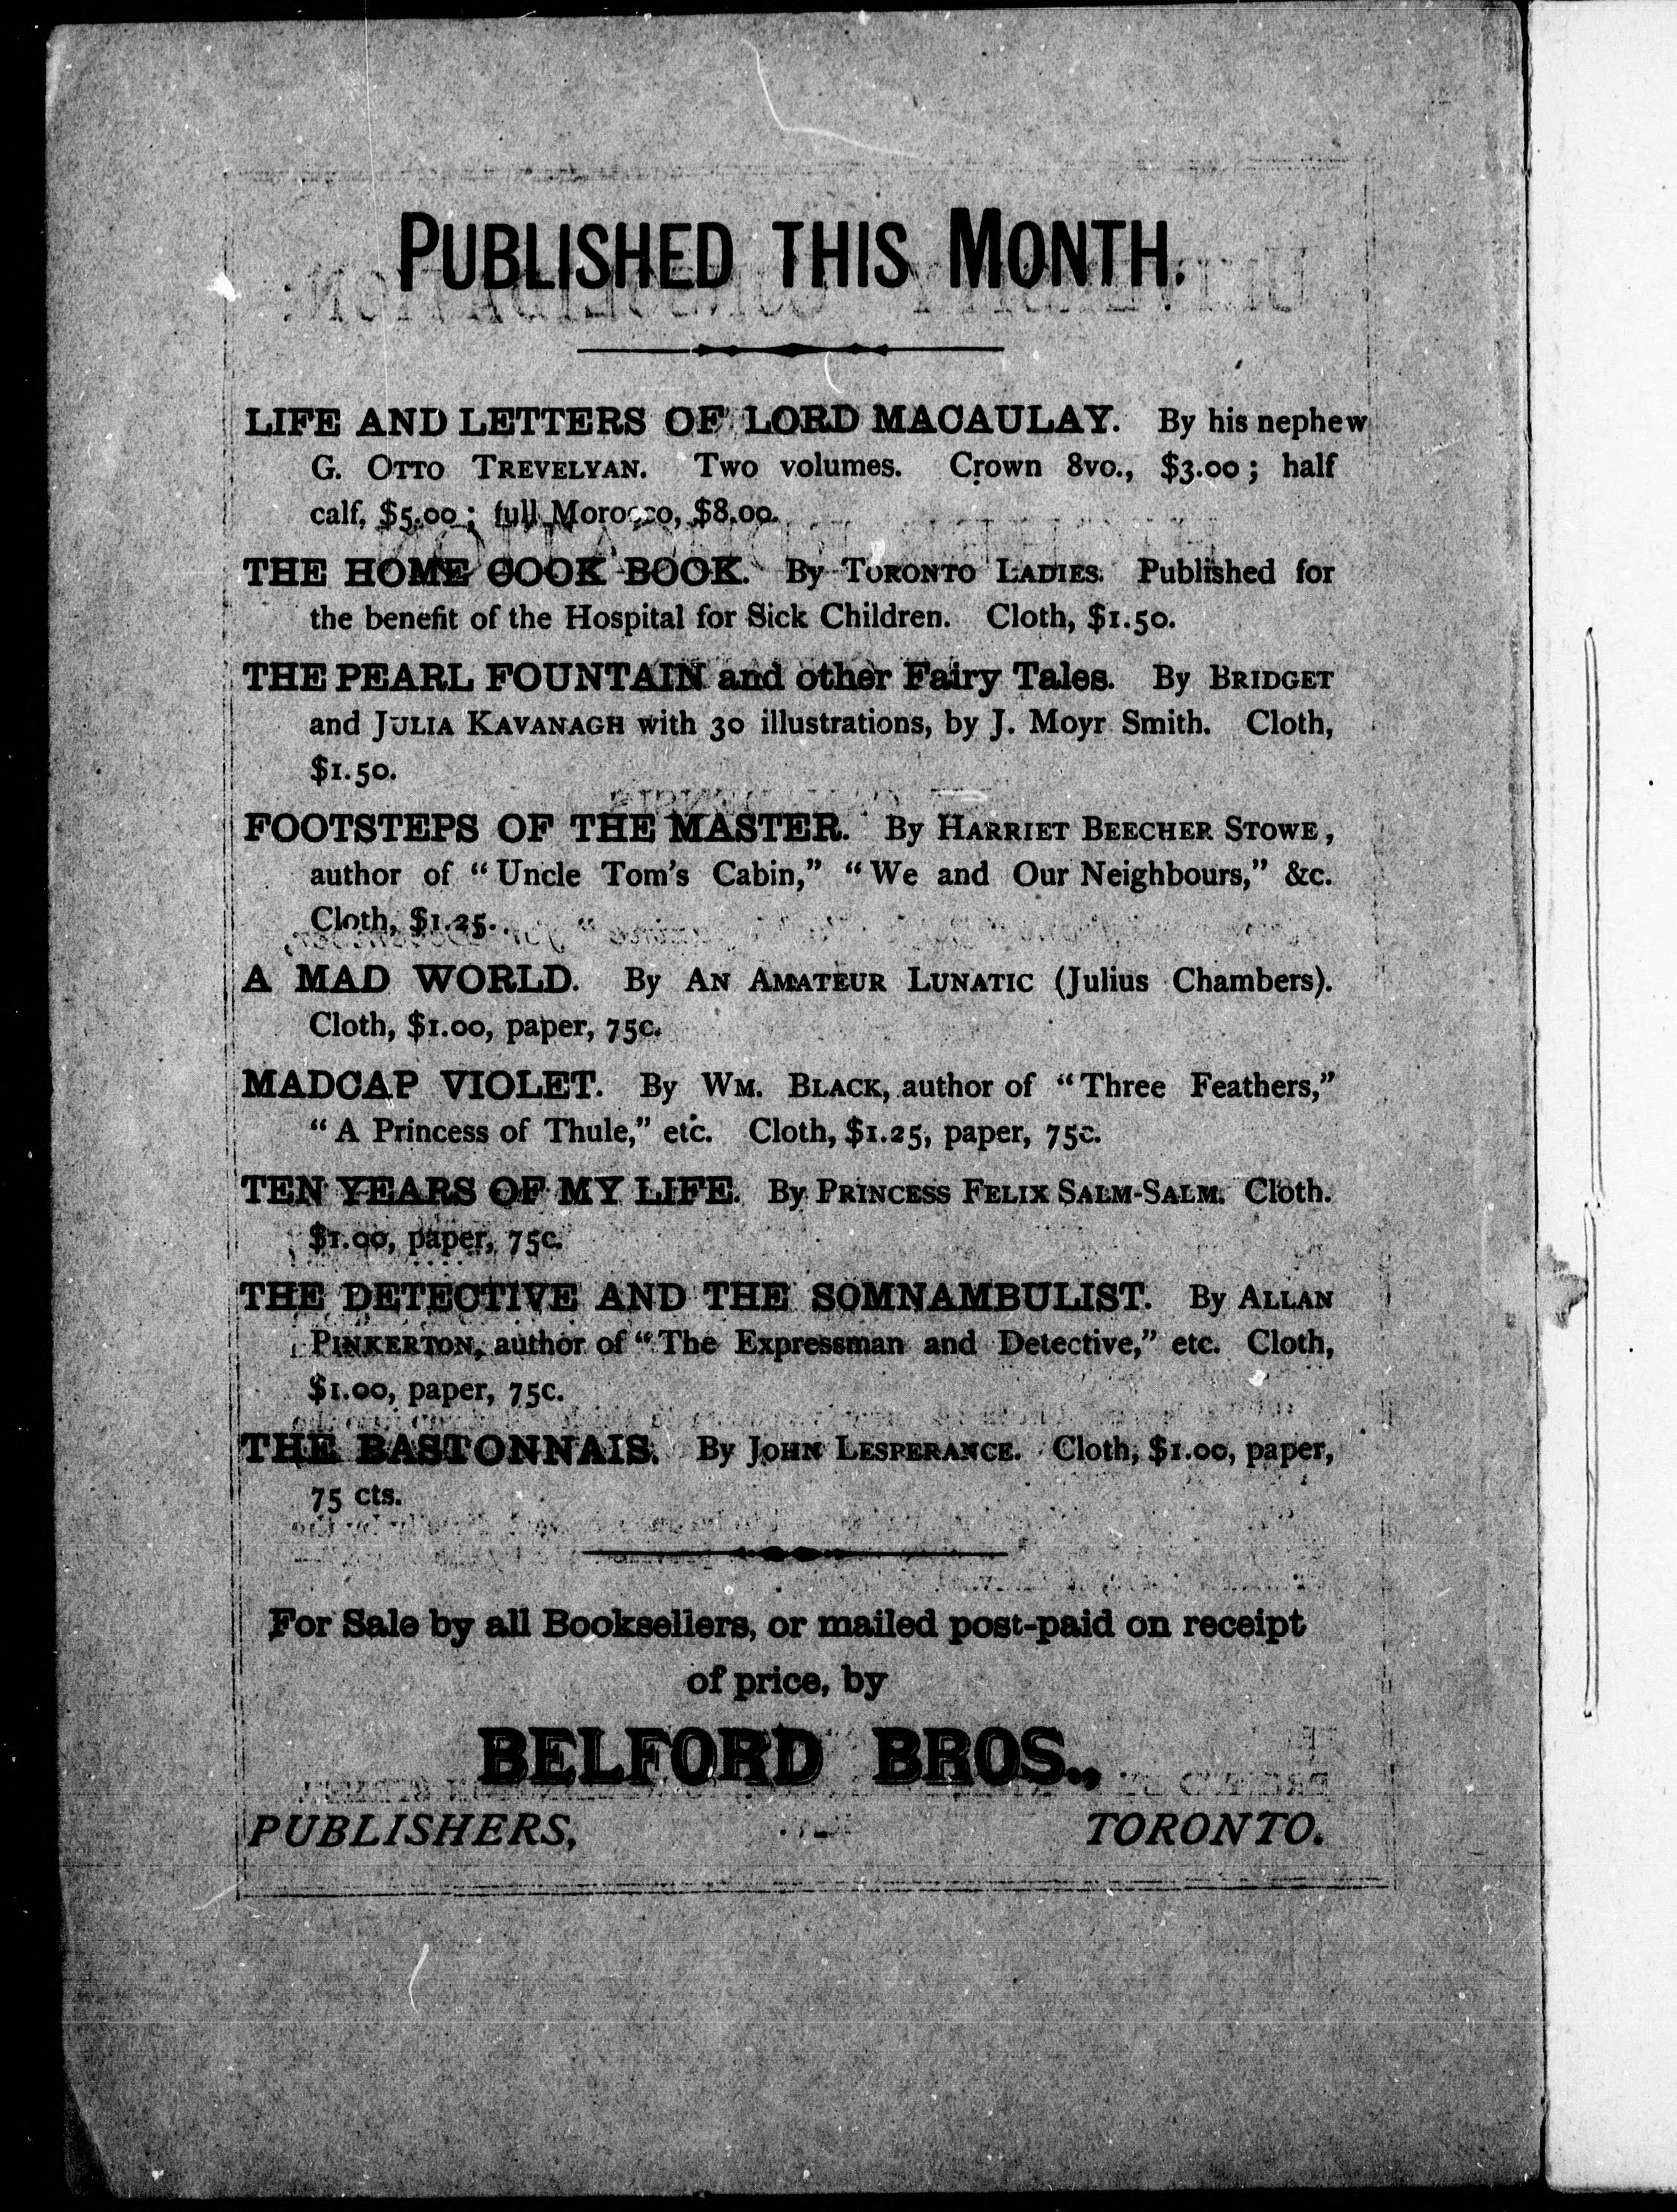 PUBLISHED THIS MONTH.
LIFE AND LETTERS OF LORD MACAULAY. By his nephew
G. OTTO TREVELYAN. Two volumes. Crown 8vo., $3.00; half
calf, $5.00; full Morocco, $8.00.
THE HOME COOK BOOK. By TORONTO LADIES. Published for
the benefit of the Hospital for Sick Children. Cloth, $1.50.
THE PEARL FOUNTAIN and other Fairy Tales. By BRIDGET
and JULIA KAVANAGH with 30 illustrations, by J. Moyr Smith. Cloth,
$1.50.
FOOTSTEPS OF THE MASTER. By HARRIET BEECHER STOWE,
author of "Uncle Tom's Cabin," "We and Our Neighbours," &c.
Cloth, $1.25.
A MAD WORLD. By AN AMATEUR LUNATIC (Julius Chambers).
Cloth, $1.00, paper, 75c.
MADCAP VIOLET. By WM. BLACK, author of "Three Feathers,"
"A Princess of Thule," etc. Cloth, $1.25, paper, 75c.
TEN YEARS OF MY LIFE. By PRINCESS FELIX SALM-SALM. Cloth.
$1.00, paper, 75c.
THE DETECTIVE AND THE SOMNAMBULIST. By ALLAN
PINKERTON, author of "The Expressman and Detective," etc. Cloth,
$1.00, paper, 75c.
THE BASTONNAIS. By JOHN LESPERANCE. Cloth, $1.00, paper,
75 cts.
For Sale by all Booksellers, or mailed post-paid on receipt
of price, by
BELFORD BROS.,
PUBLISHERS, TORONTO.